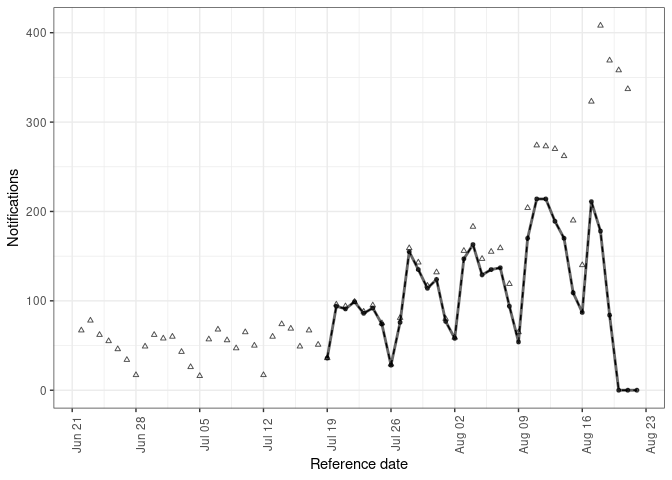 400
300
200
100
0
Notifications
Jun 21
Jun 28
Jul 05
Jul 12
Jul 19
Jul 26
Aug 02
Aug 09
Aug 16
Aug 23
Reference date